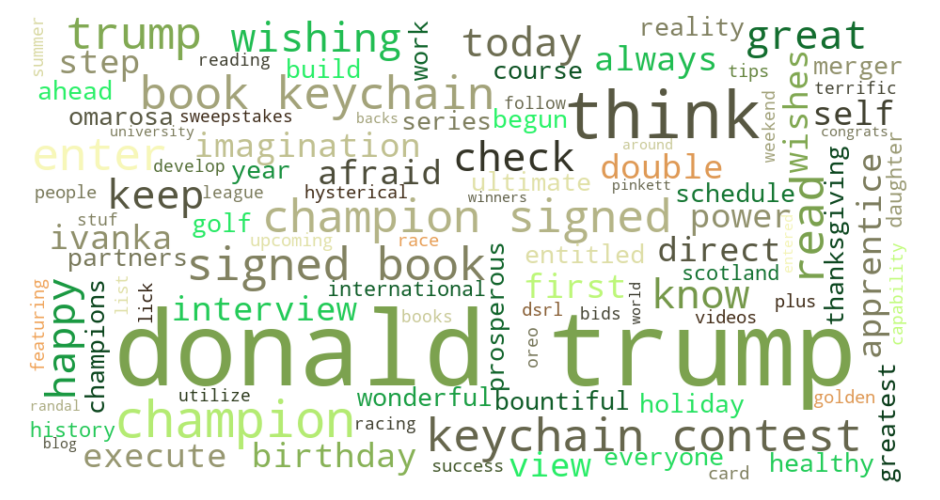 summer
trump
wishing
work
today
reality
great
step
reading
build
course
always
tips
wishes
merger
ahead
book keychain
follow
think
terrific
omarosa
sweepstakes
backs
series
begun
weekend
self
university
congrats
enter
imagination
check
develop
year
afraid
double
around
people
keep
league
hysterical
ultimate
winners
pinkett
schedule
read
thanksgiving
apprentice
daughter
stuf
golf
champion signed
power
ivanka
upcoming
race
entitled
direct
entered
partners
signed book
prosperous
scotland
capability
happy
champions
list
lick
international
first
know
featuring
interview
books
dsrl
bids
world
videos
plus
oreo
donald trump
greatest
utilize
wonderful
bountiful
holiday
golden
randal
champion
racing
history
keychain contest
blog
execute
birthday
success
view
everyone
card
healthy